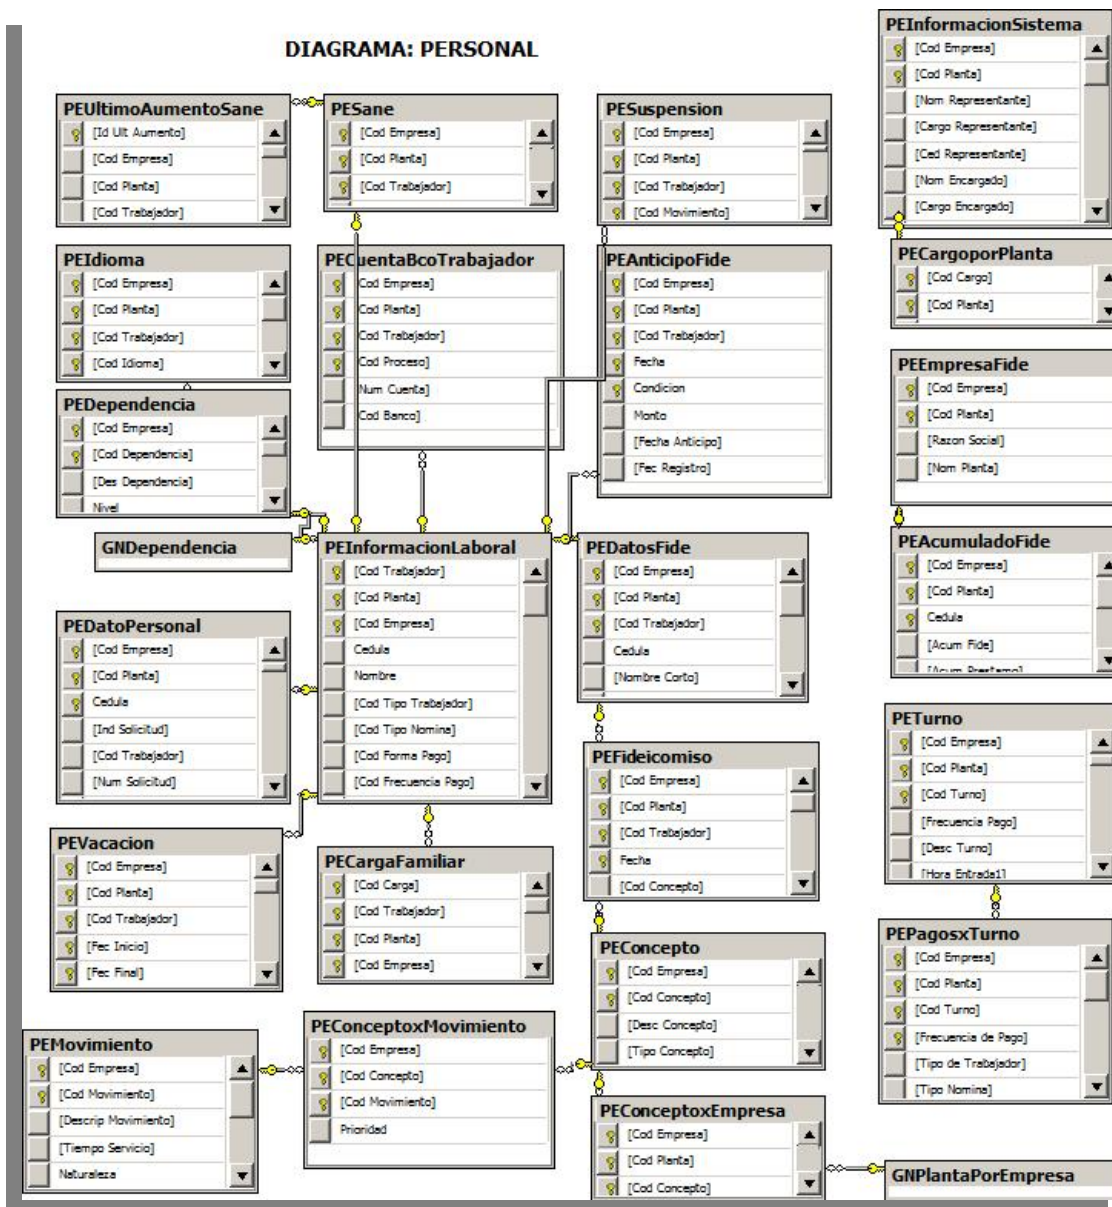 DIAGRAMA: PERSONAL
PEUltimoAumentoSane
[Id Ult Aumento]
[Cod Empresa]
[Cod Planta]
[Cod Trabajador]
PESane
[Cod Empresa]
[Cod Planta]
[Cod Trabajador]
PESuspension
[Cod Empresa]
[Cod Planta]
[Cod Trabajador]
[Cod Movimiento]
PEInformacionSistema
[Cod Empresa]
[Cod Planta]
[Nom Representante]
[Cargo Representante]
[Ced Representante]
[Nom Encargado]
[Cargo Encargado]
PEIdioma
[Cod Empresa]
[Cod Planta]
[Cod Trabajador]
[Cod Idioma]
PECuentaBcoTrabajador
Cod Empresa]
Cod Planta]
Cod Trabajador]
Cod Proceso]
Num Cuenta]
Cod Banco]
PEAnticipoFide
[Cod Empresa]
[Cod Planta]
[Cod Trabajador]
Fecha
Condicion
Monto
[Fecha Anticipo]
[Fec Registro]
PECargoporPlanta
[Cod Cargo]
[Cod Planta]
PEDependencia
[Cod Empresa]
[Cod Dependencia]
[Des Dependencia]
Nivel
PEEmpresaFide
[Cod Empresa]
[Cod Planta]
[Razon Social]
[Nom Planta]
GNDependencia
PEInformacionLaboral
[Cod Trabajador]
[Cod Planta]
[Cod Empresa]
Cedula
Nombre
[Cod Tipo Trabajador]
[Cod Tipo Nomina]
[Cod Forma Pago]
[Cod Frecuencia Pago]
PEDatosFide
[Cod Empresa]
[Cod Planta]
[Cod Trabajador]
Cedula
[Nombre Corto]
PEAcumuladoFide
[Cod Empresa]
[Cod Planta]
Cedula
[Acum Fide]
[Acum Prestamo]
PEDatoPersonal
[Cod Empresa]
[Cod Planta]
Cedula
[Ind Solicitud]
[Cod Trabajador]
[Num Solicitud]
PEFideicomiso
[Cod Empresa]
[Cod Planta]
[Cod Trabajador]
Fecha
[Cod Concepto]
PETurno
[Cod Empresa]
[Cod Planta]
[Cod Turno]
[Frecuencia Pago]
[Desc Turno]
[Hora Entrada1]
PEVacacion
[Cod Empresa]
[Cod Planta]
[Cod Trabajador]
[Fec Inicio]
[Fec Final]
PECargaFamiliar
[Cod Carga]
[Cod Trabajador]
[Cod Planta]
[Cod Empresa]
PEConcepto
[Cod Empresa]
[Cod Concepto]
[Desc Concepto]
[Tipo Concepto]
PEPagosxTurno
[Cod Empresa]
[Cod Planta]
[Cod Turno]
[Frecuencia de Pago]
[Tipo de Trabajador]
[Tipo Nomina]
PEMovimiento
[Cod Empresa]
[Cod Movimiento]
[Descrip Movimiento]
[Tiempo Servicio]
Naturaleza
PEConceptoxMovimiento
[Cod Empresa]
[Cod Concepto]
[Cod Movimiento]
Prioridad
PEConceptoxEmpresa
[Cod Empresa]
[Cod Planta]
[Cod Concepto]
GNPlantaPorEmpresa